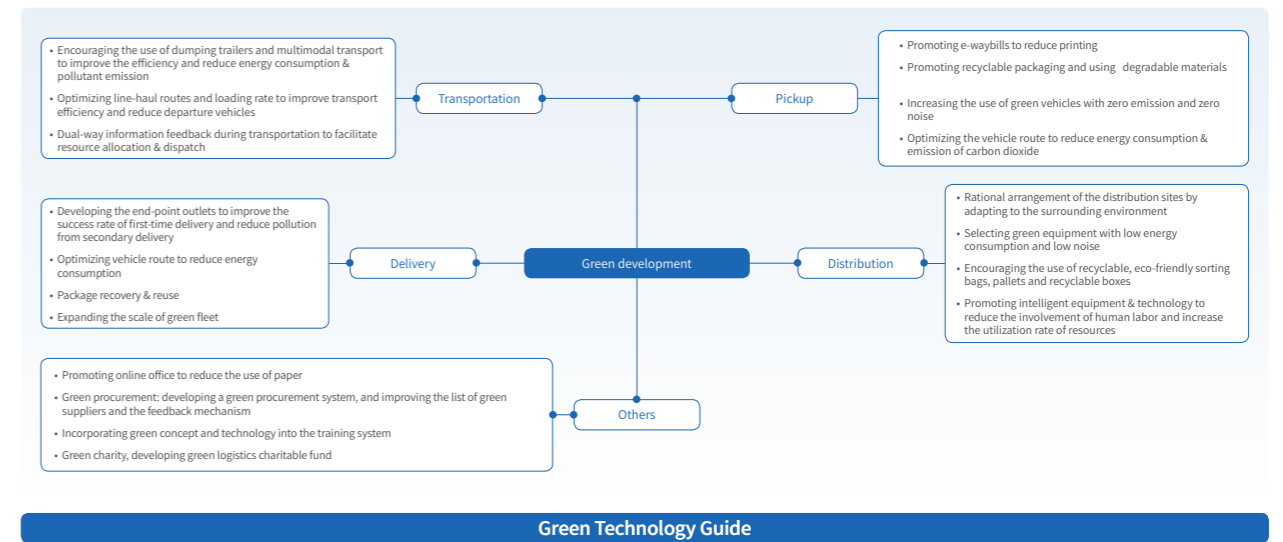 • Encouraging the use of dumping trailers and multimodal transport
to improve the efficiency and reduce energy consumption &
pollutant emission
• Optimizing line-haul routes and loading rate to improve transport
efficiency and reduce departure vehicles
• Dual-way information feedback during transportation to facilitate
resource allocation & dispatch
Transportation
Pickup
• Promoting e-waybills to reduce printing
• Promoting recyclable packaging and using degradable materials
• Increasing the use of green vehicles with zero emission and zero
noise
• Optimizing the vehicle route to reduce energy consumption &
emission of carbon dioxide
• Developing the end-point outlets to improve the
success rate of first-time delivery and reduce pollution
from secondary delivery
• Optimizing vehicle route to reduce energy
consumption
• Package recovery & reuse
• Expanding the scale of green fleet
Delivery
Green development
Distribution
• Rational arrangement of the distribution sites by
adapting to the surrounding environment
• Selecting green equipment with low energy
consumption and low noise
• Encouraging the use of recyclable, eco-friendly sorting
bags, pallets and recyclable boxes
• Promoting intelligent equipment & technology to
reduce the involvement of human labor and increase
the utilization rate of resources
• Promoting online office to reduce the use of paper
• Green procurement: developing a green procurement system, and improving the list of green
suppliers and the feedback mechanism
• Incorporating green concept and technology into the training system
• Green charity, developing green logistics charitable fund
Others
Green Technology Guide